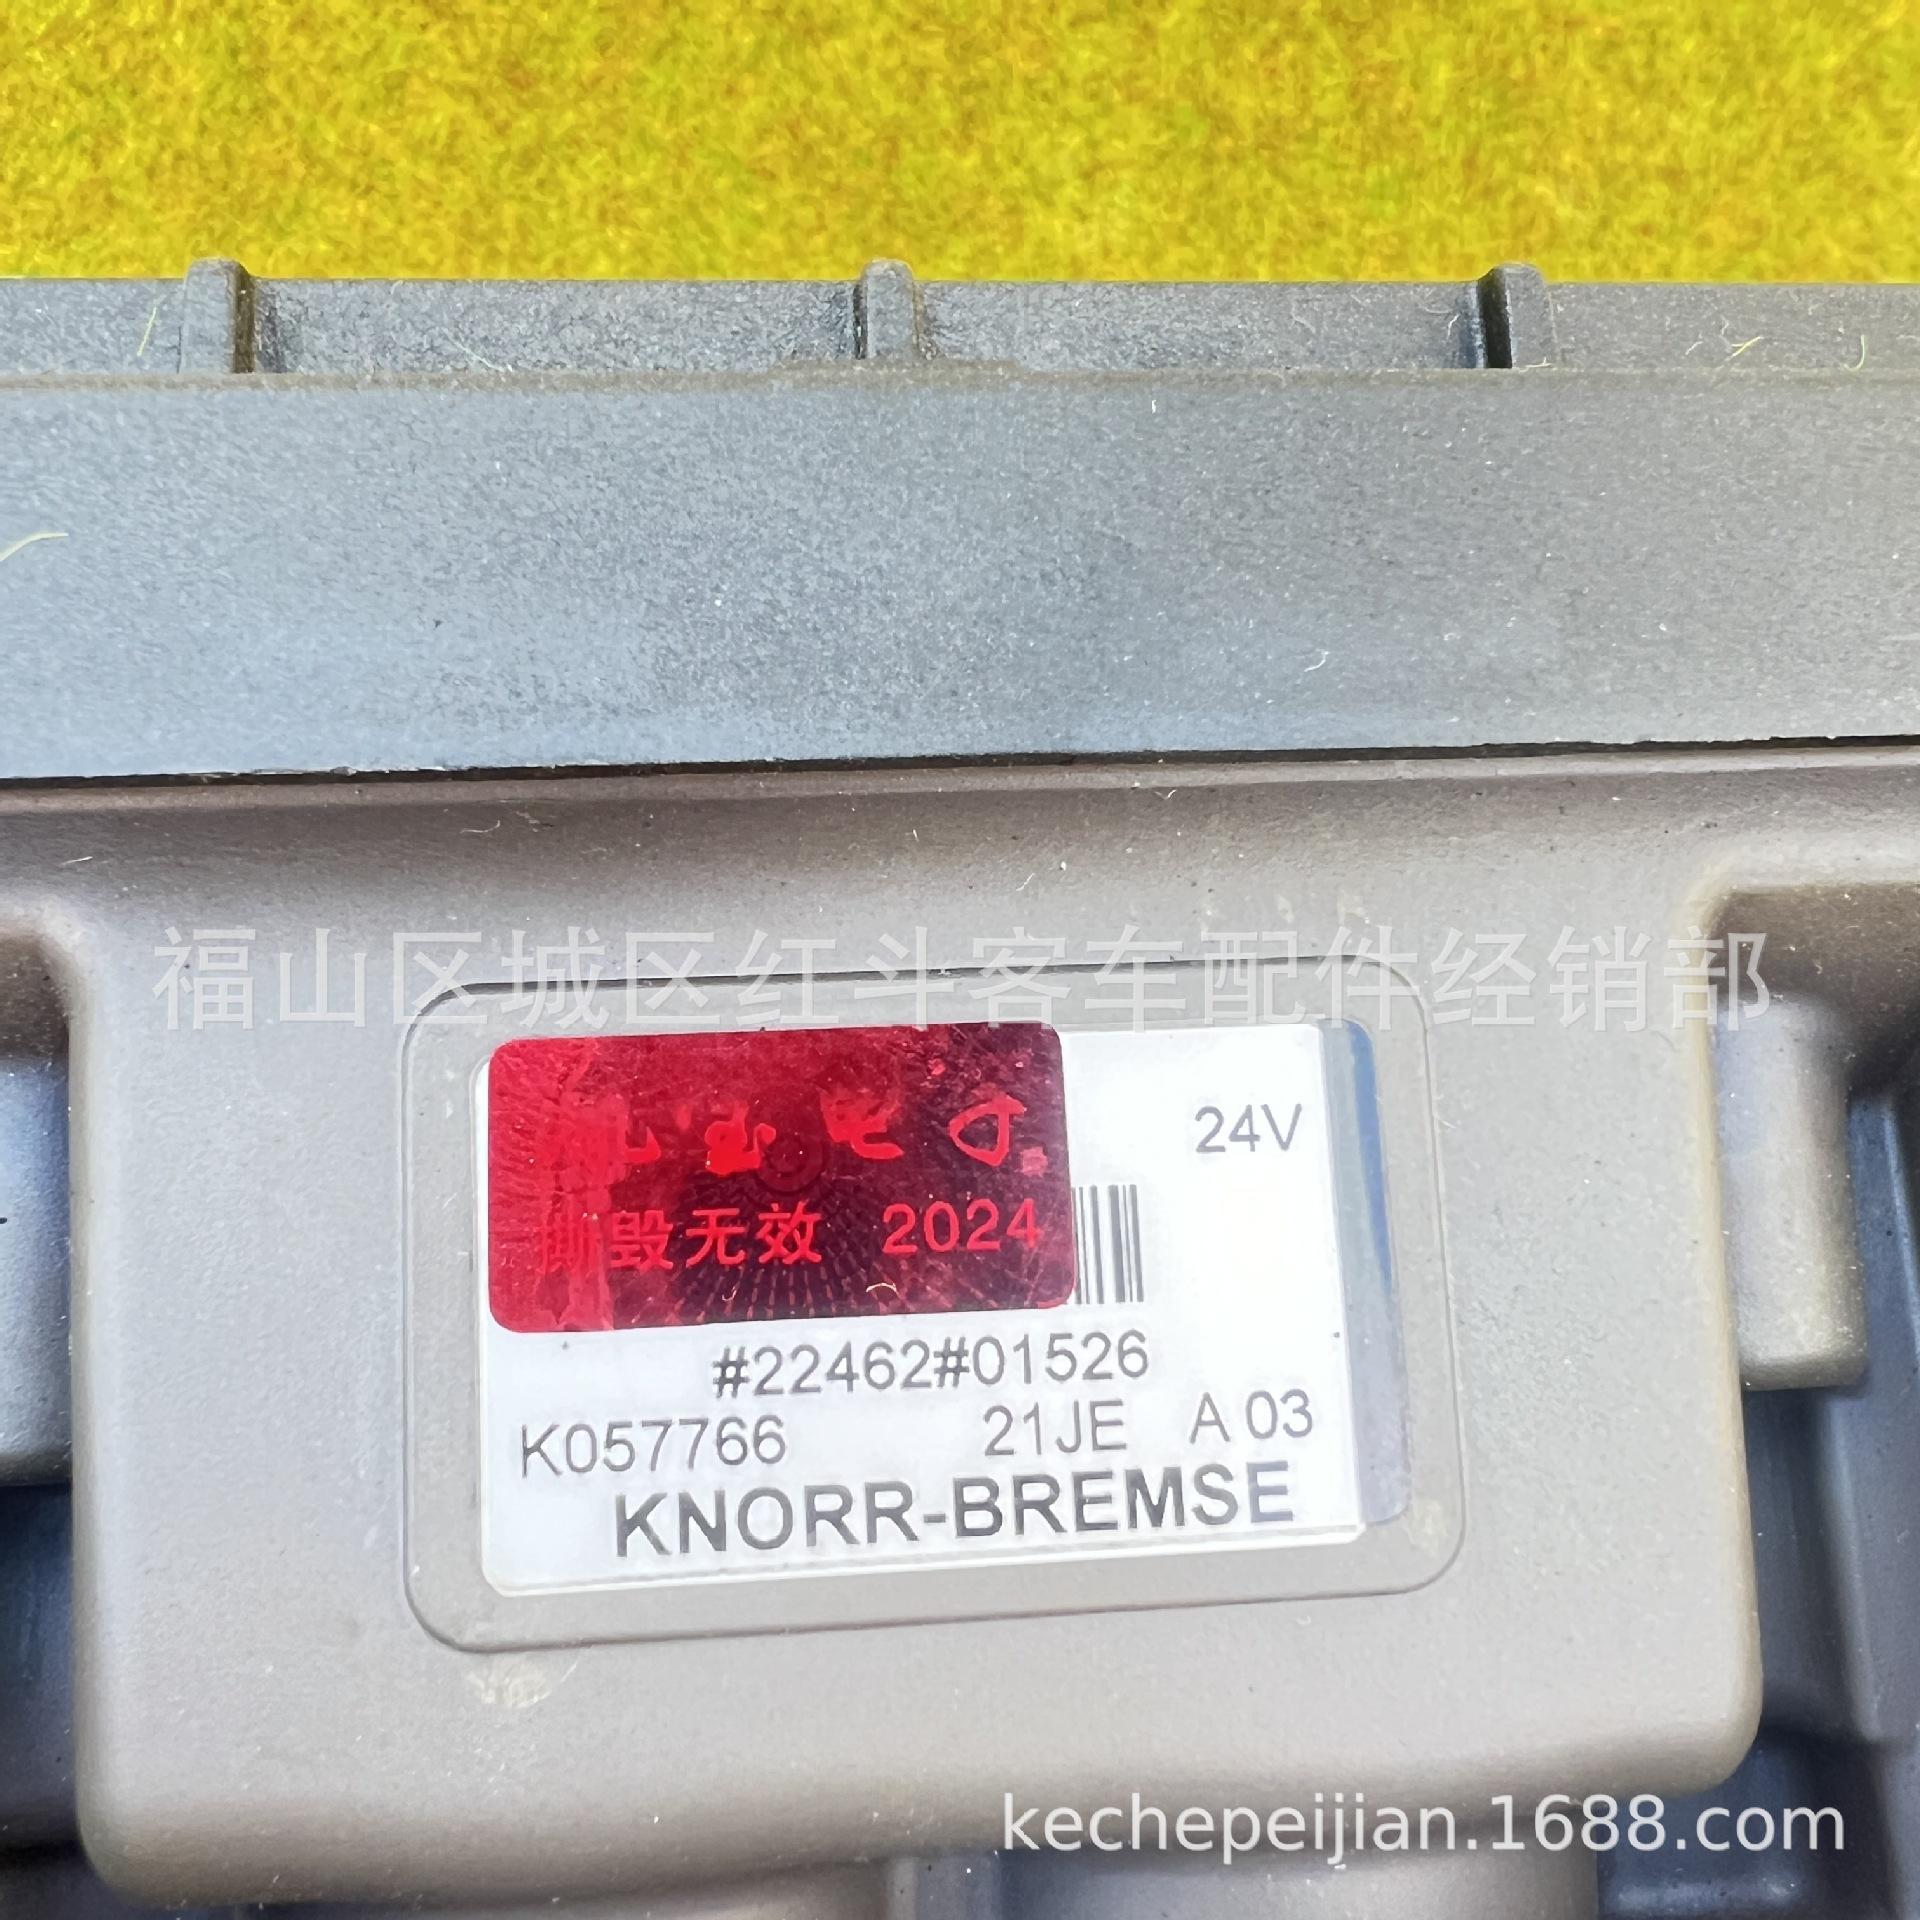 福山区城区红斗客车配件经销部
24V
撕毁无效 2024
#22462#01526
K057766 21JE A 03
KNORR-BREMSE
kechepeijian.1688.com